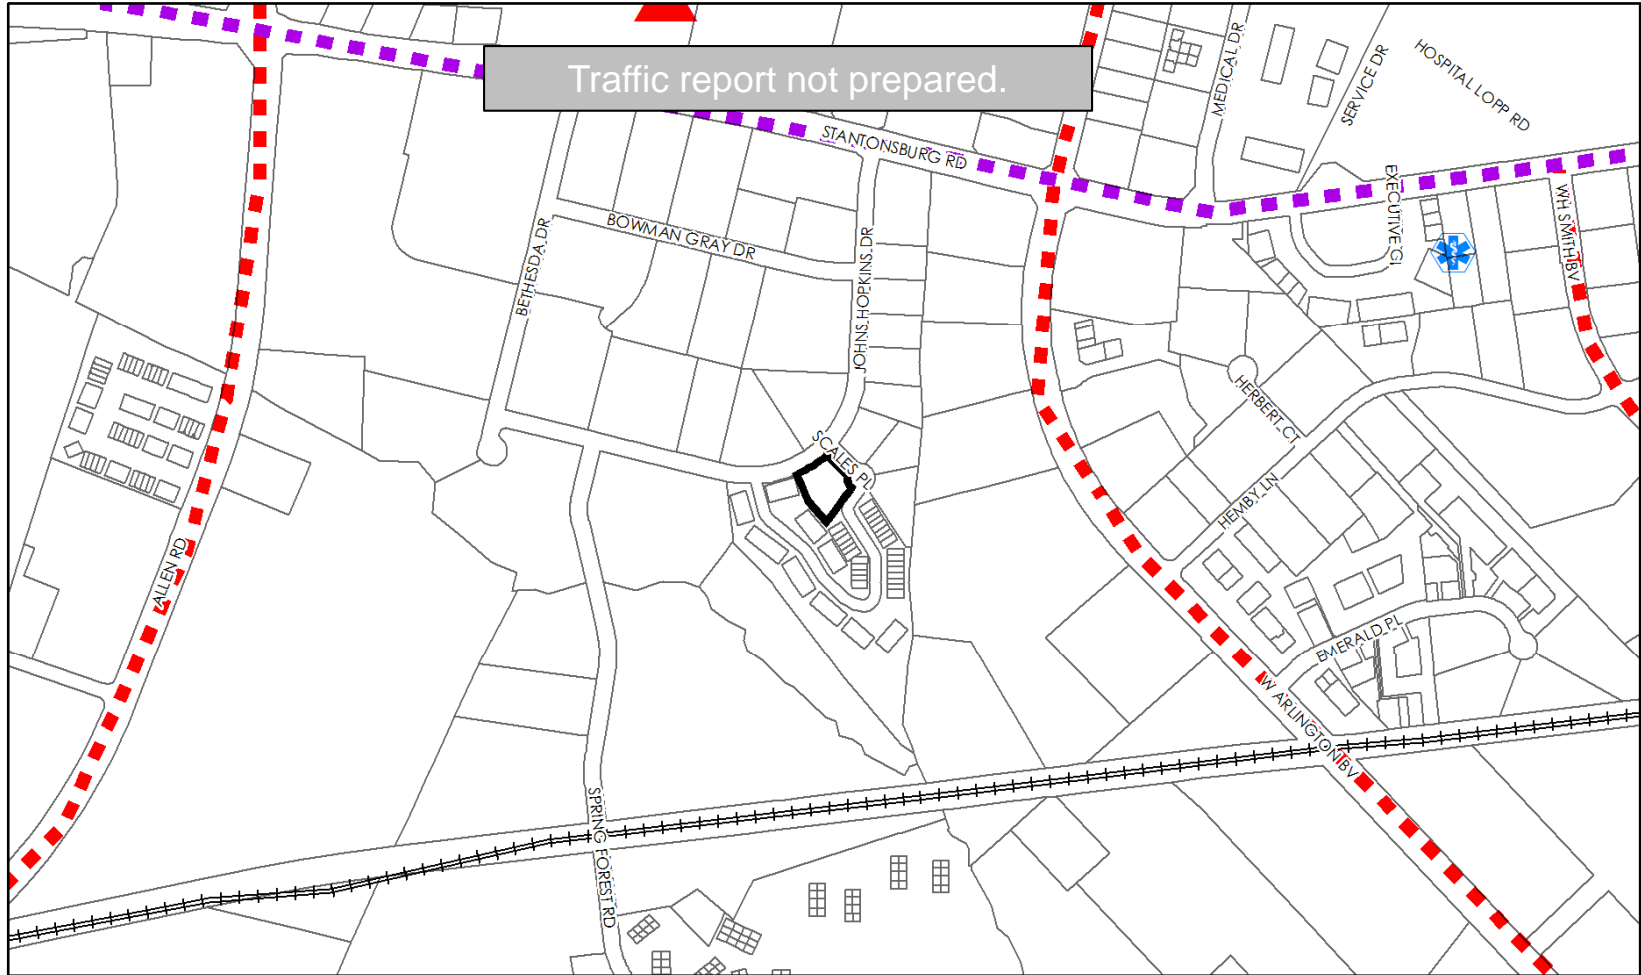 Traffic report not prepared.
MEDICAL DR
SERVICE DR
HOSPITAL LOPP RD
STANTONSBURG RD
EXECUTIVE CI
WH SMITH BV
BOWMAN GRAY DR
BETHESDA DR
JOHNS HOPKINS DR
HERBERT CT
SCALES PL
HEMBY LN
ALLEN RD
EMERALD PL
W ARLINGTON BV
SPRING FOREST RD